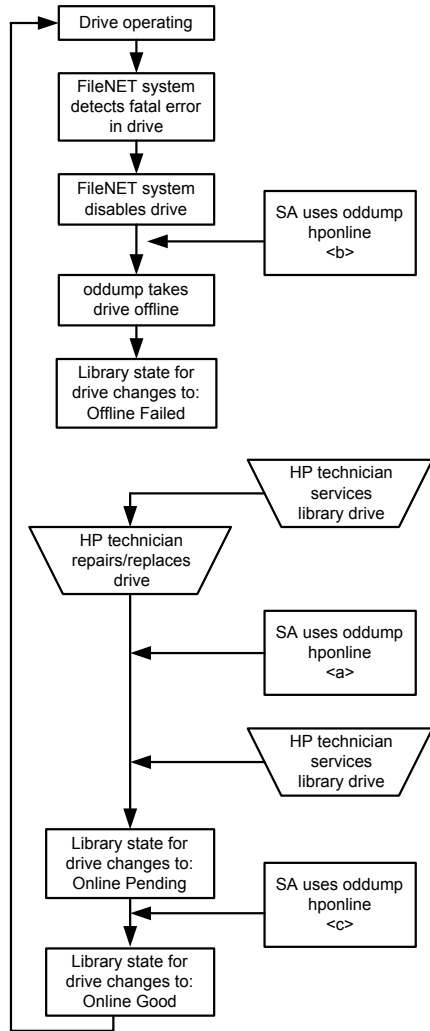 Drive operating
FileNET system
detects fatal error
in drive
FileNET system
disables drive
SA uses oddump
hponline
<b>
oddump takes
drive offline
Library state for
drive changes to:
Offline Failed
HP technician
services
library drive
HP technician
repairs/replaces
drive
SA uses oddump
hponline
<a>
HP technician
services
library drive
Library state for
drive changes to:
Online Pending
SA uses oddump
hponline
<c>
Library state for
drive changes to:
Online Good